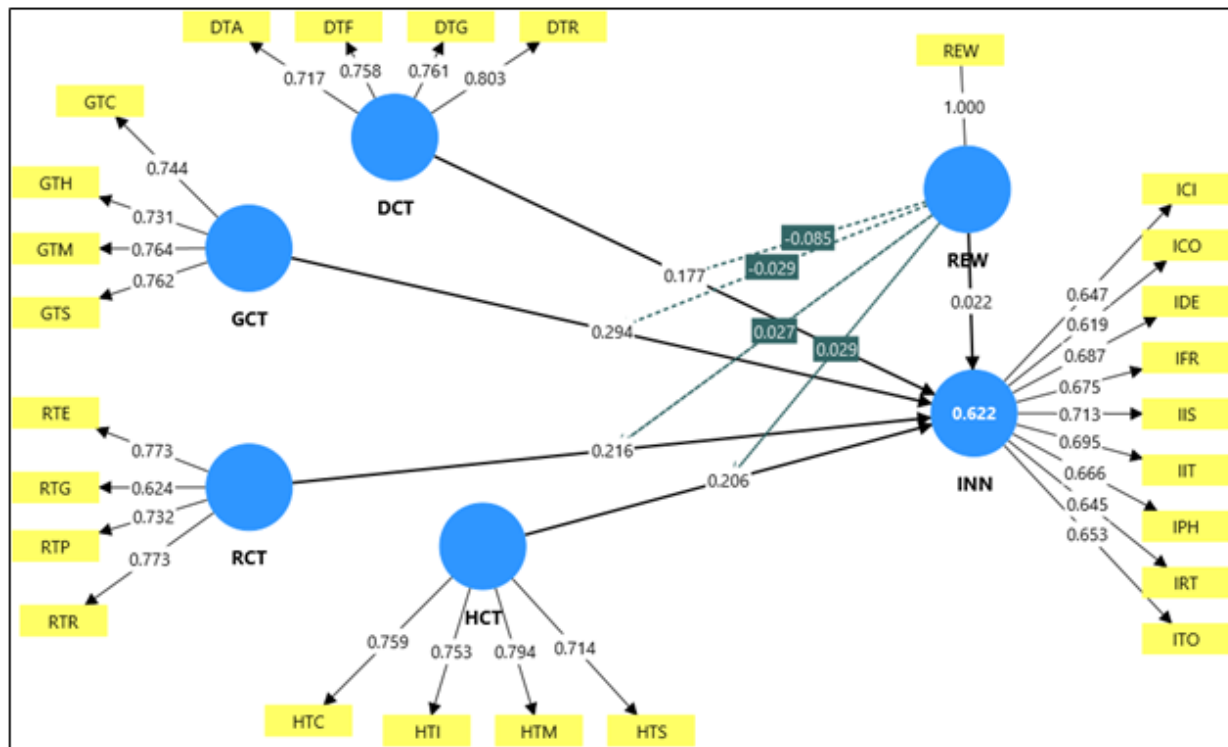 DTA
DTF
DTG
DTR
REW
0.717
0.758
0.761
0.803
1.000
GTC
0.744
GTH
0.731
GTM
0.764
GTS
0.762
DCT
GCT
REW
-0.085
0.177
-0.029
0.294
0.027
0.029
0.022
ICI
ICO
IDE
IFR
IIS
IIT
IPH
IRT
ITO
0.647
0.619
0.687
0.675
0.713
0.695
0.666
0.645
0.653
0.622
INN
RTE
0.773
RTG
0.624
RTP
0.732
RTR
0.773
RCT
0.216
0.206
HCT
0.759
0.753
0.794
0.714
HTC
HTI
HTM
HTS